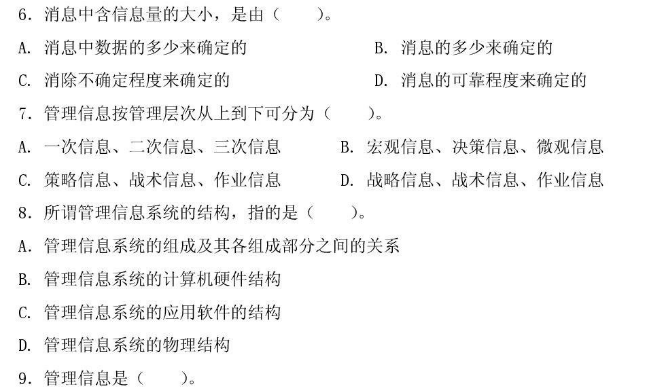 6. 消息中含信息量的大小，是由（　　）。
A. 消息中数据的多少来确定的　　B. 消息的多少来确定的
C. 消除不确定程度来确定的　　D. 消息的可靠程度来确定的
7. 管理信息按管理层次从上到下可分为（　　）。
A. 一次信息、二次信息、三次信息　　B. 宏观信息、决策信息、微观信息
C. 策略信息、战术信息、作业信息　　D. 战略信息、战术信息、作业信息
8. 所谓管理信息系统的结构，指的是（　　）。
A. 管理信息系统的组成及其各组成部分之间的关系
B. 管理信息系统的计算机硬件结构
C. 管理信息系统的应用软件的结构
D. 管理信息系统的物理结构
9. 管理信息是（　　）。